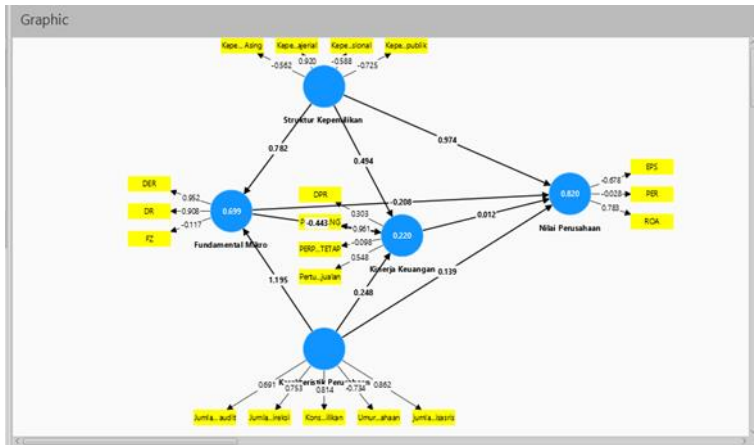 Graphic
Kepe...Asing Kepe...ajerial Kepe...sional Kepe...publik
-0.562 0.920 -0.588 -0.725
Struktur Kepemilikan
0.782
0.494
0.974
DER
DR
FZ
0.952
0.908
-0.117
0.699
Fundamental Mikro
-0.208
-0.443
1.195
DPR
PERP...TETAP
Pertu...jualan
0.303
0.961
-0.098
0.548
0.220
Kinerja Keuangan
0.012
0.248
0.139
0.820
Nilai Perusahaan
-0.678
-0.028
0.783
EPS
PER
ROA
0.691 0.753 0.814 -0.734 0.862
Jumla...audit Jumla...ireksi Kons...ilikan Umur...ahaan